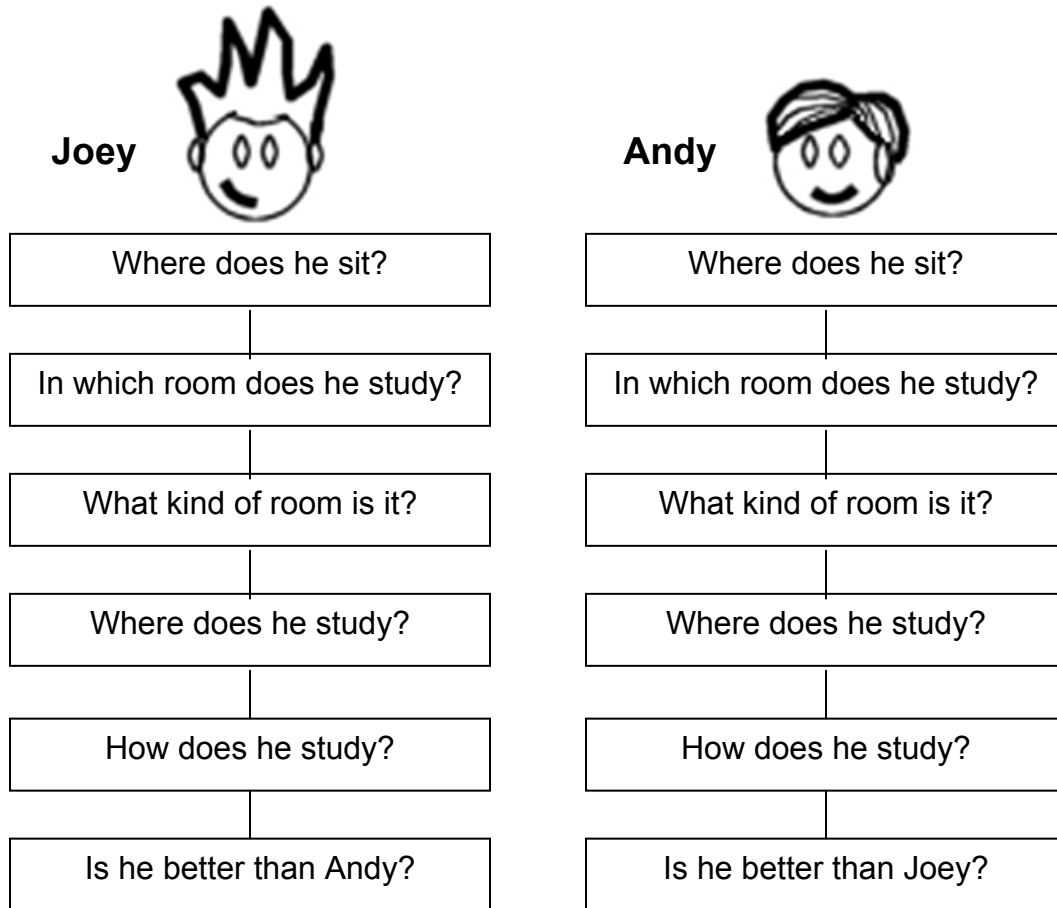 Joey
Where does he sit?
In which room does he study?
What kind of room is it?
Where does he study?
How does he study?
Is he better than Andy?
Andy
Where does he sit?
In which room does he study?
What kind of room is it?
Where does he study?
How does he study?
Is he better than Joey?